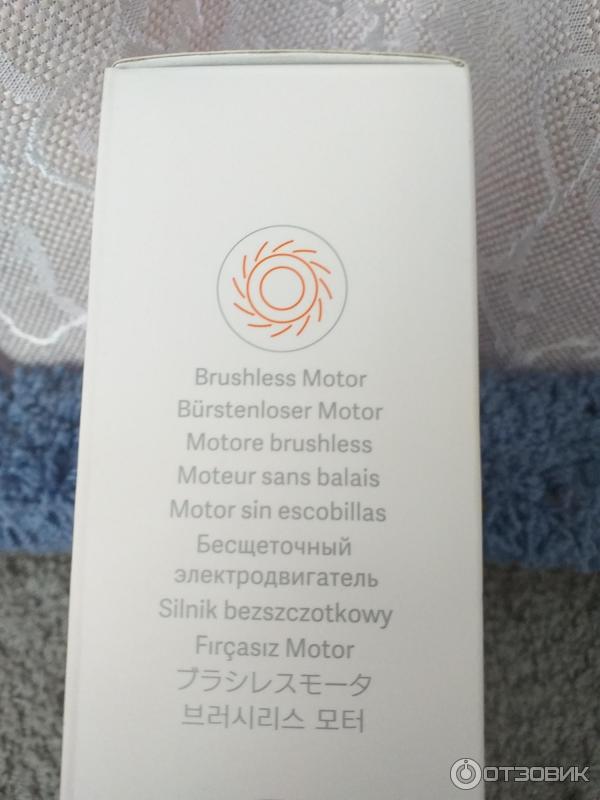 Brushless Motor
Bürstenloser Motor
Motore brushless
Moteur sans balais
Motor sin escobillas
Бесщеточный
электродвигатель
Silnik bezszczotkowy
Fırçasız Motor
ブラシレスモータ
브러시리스 모터
ОТЗОВИК